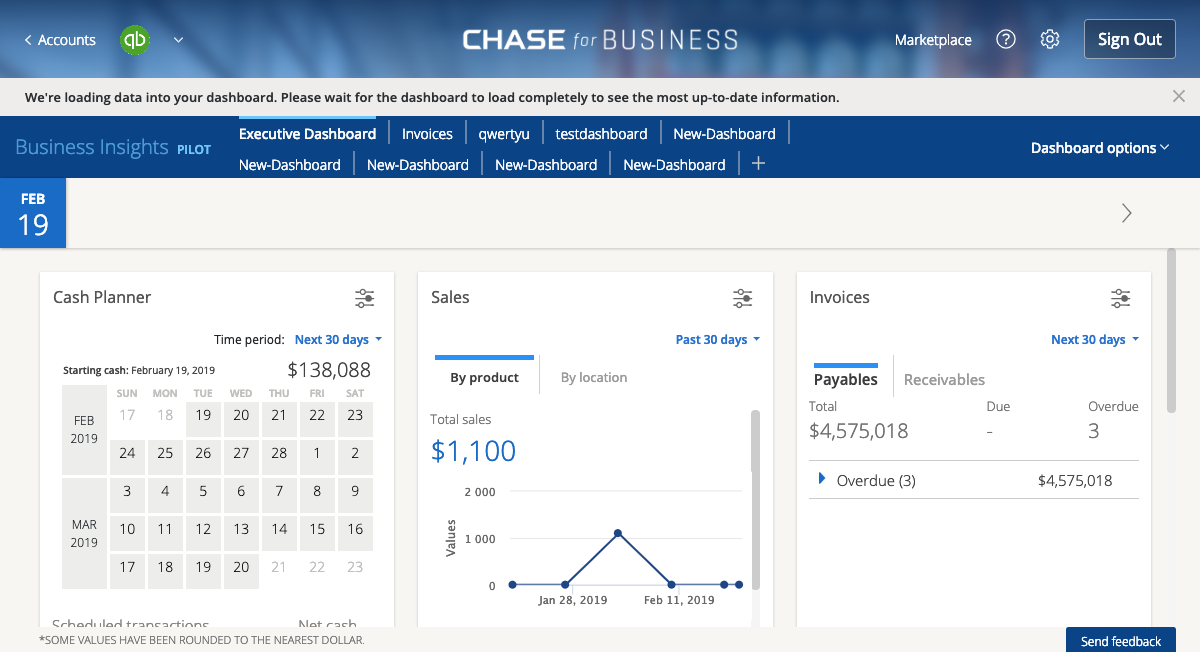 Accounts
qb
CHASE for BUSINESS
Marketplace
?
Sign Out
We're loading data into your dashboard. Please wait for the dashboard to load completely to see the most up-to-date information.
Business Insights PILOT
Executive Dashboard Invoices qwertyu testdashboard New-Dashboard
New-Dashboard New-Dashboard New-Dashboard New-Dashboard +
Dashboard options
FEB
19
Cash Planner
Time period: Next 30 days
Starting cash: February 19, 2019 $138,088
SUN MON TUE WED THU FRI SAT
FEB
2019
17 18 19 20 21 22 23
24 25 26 27 28 1 2
MAR
2019
3 4 5 6 7 8 9
10 11 12 13 14 15 16
17 18 19 20 21 22 23
Scheduled transactions Net cash
Sales
Past 30 days
By product By location
Total sales
$1,100
2 000
1 000
0
Values
Jan 28, 2019 Feb 11, 2019
Invoices
Next 30 days
Payables Receivables
Total Due Overdue
$4,575,018 - 3
Overdue (3) $4,575,018
*SOME VALUES HAVE BEEN ROUNDED TO THE NEAREST DOLLAR.
Send feedback